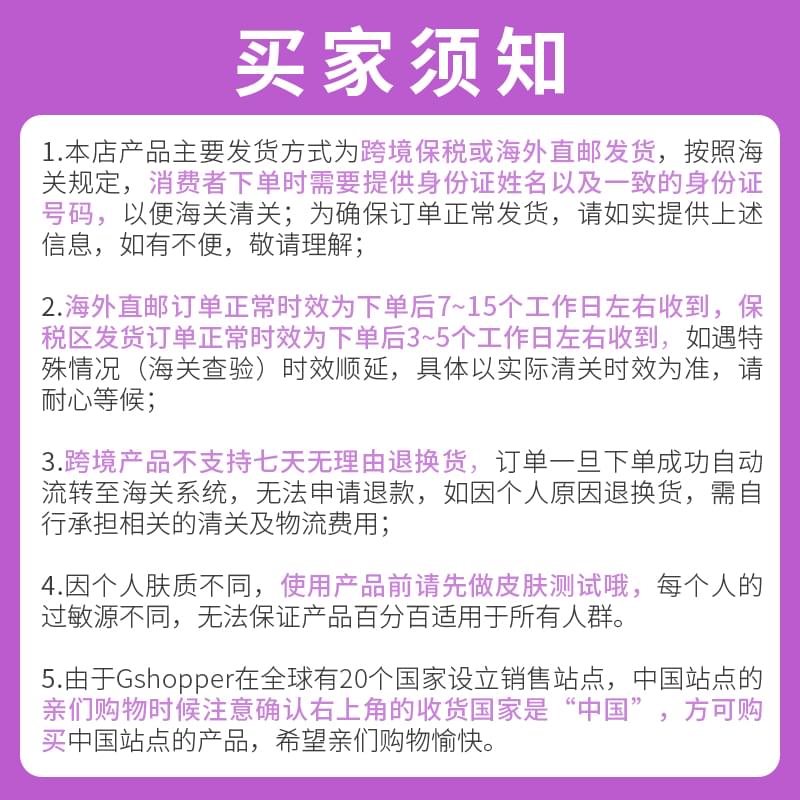 买家须知
1.本店产品主要发货方式为跨境保税或海外直邮发货，按照海
关规定，消费者下单时需要提供身份证姓名以及一致的身份证
号码，以便海关清关；为确保订单正常发货，请如实提供上述
信息，如有不便，敬请理解；
2.海外直邮订单正常时效为下单后7~15个工作日左右收到，保
税区发货订单正常时效为下单后3~5个工作日左右收到，如遇特
殊情况（海关查验）时效顺延，具体以实际清关时效为准，请
耐心等候；
3.跨境产品不支持七天无理由退换货，订单一旦下单成功自动
流转至海关系统，无法申请退款，如因个人原因退换货，需自
行承担相关的清关及物流费用；
4.因个人肤质不同，使用产品前请先做皮肤测试哦，每个人的
过敏源不同，无法保证产品百分百适用于所有人群。
5.由于Gshopper在全球有20个国家设立销售站点，中国站点的
亲们购物时候注意确认右上角的收货国家是“中国”，方可购
买中国站点的产品，希望亲们购物愉快。